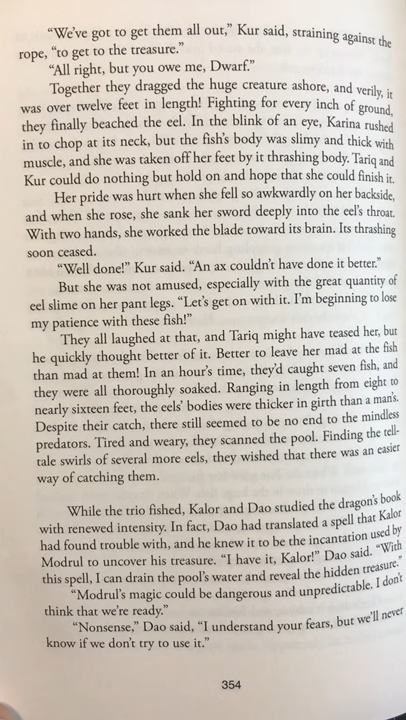 “We’ve got to get them all out,” Kur said, straining against the
rope, “to get to the treasure.”
“All right, but you owe me, Dwarf.”
Together they dragged the huge creature ashore, and verily, it
was over twelve feet in length! Fighting for every inch of ground,
they finally beached the eel. In the blink of an eye, Karina rushed
in to chop at its neck, but the fish’s body was slimy and thick with
muscle, and she was taken off her feet by it thrashing body. Tariq and
Kur could do nothing but hold on and hope that she could finish it.
Her pride was hurt when she fell so awkwardly on her backside,
and when she rose, she sank her sword deeply into the eel’s throat.
With two hands, she worked the blade toward its brain. Its thrashing
soon ceased.
“Well done!” Kur said. “An ax couldn’t have done it better.”
But she was not amused, especially with the great quantity of
eel slime on her pant legs. “Let’s get on with it. I’m beginning to lose
my patience with these fish!”
They all laughed at that, and Tariq might have teased her, but
he quickly thought better of it. Better to leave her mad at the fish
than mad at them! In an hour’s time, they’d caught seven fish, and
they were all thoroughly soaked. Ranging in length from eight to
nearly sixteen feet, the eels’ bodies were thicker in girth than a man’s.
Despite their catch, there still seemed to be no end to the mindless
predators. Tired and weary, they scanned the pool. Finding the tell-
tale swirls of several more eels, they wished that there was an easier
way of catching them.
While the trio fished, Kalor and Dao studied the dragon’s book
with renewed intensity. In fact, Dao had translated a spell that Kalor
had found trouble with, and he knew it to be the incantation used by
Modrul to uncover his treasure. “I have it, Kalor!” Dao said. “With
this spell, I can drain the pool’s water and reveal the hidden treasure.”
“Modrul’s magic could be dangerous and unpredictable. I don’t
think that we’re ready.”
“Nonsense,” Dao said, “I understand your fears, but we’ll never
know if we don’t try to use it.”
354